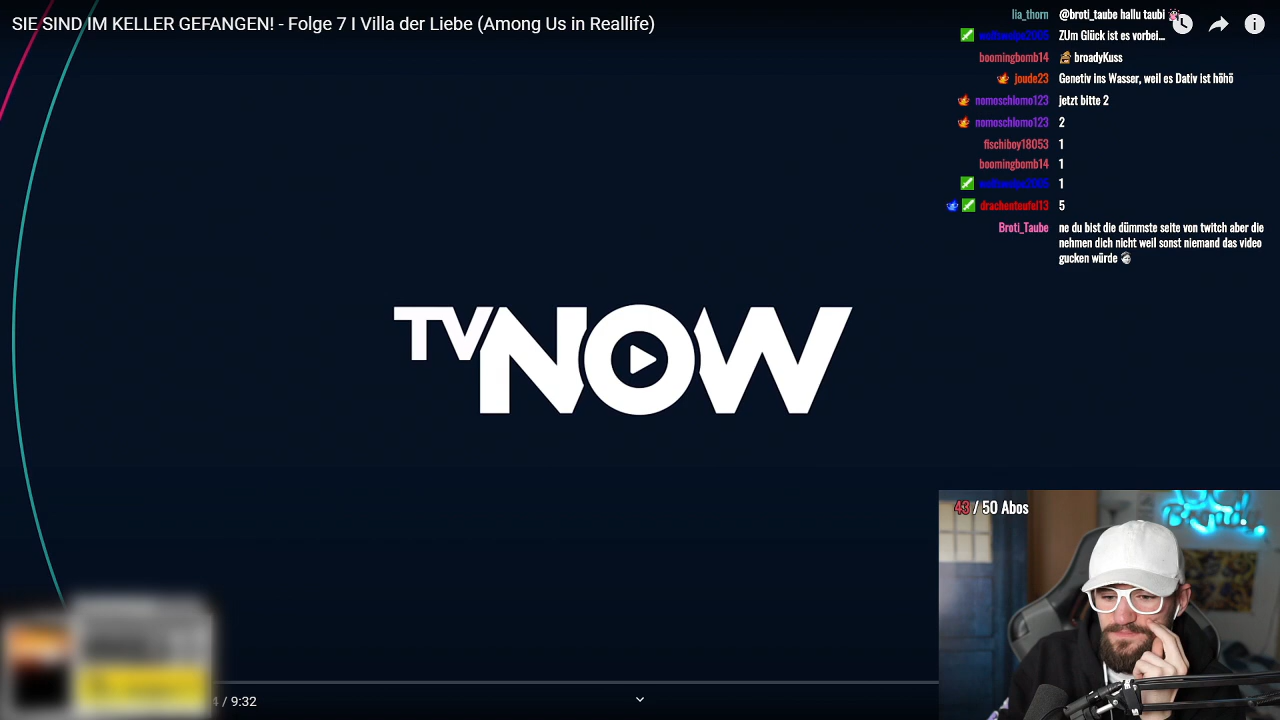 SIE SIND IM KELLER GEFANGEN! - Folge 7 I Villa der Liebe (Among Us in Reallife)
lia_thorn @broti_taube hallu taubi
ZUm Glück ist es vorbei...
boomingbomb14 broadyKuss
joude23 Genetiv ins Wasser, weil es Dativ ist höhö
nomoschlomo123 jetzt bitte 2
nomoschlomo123 2
fischiboy18053 1
boomingbomb14 1
1
drachenteufel13 5
Broti_Taube ne du bist die dümmste seite von twitch aber die
nehmen dich nicht weil sonst niemand das video
gucken würde
TVNOW
43 / 50 Abos
/ 9:32